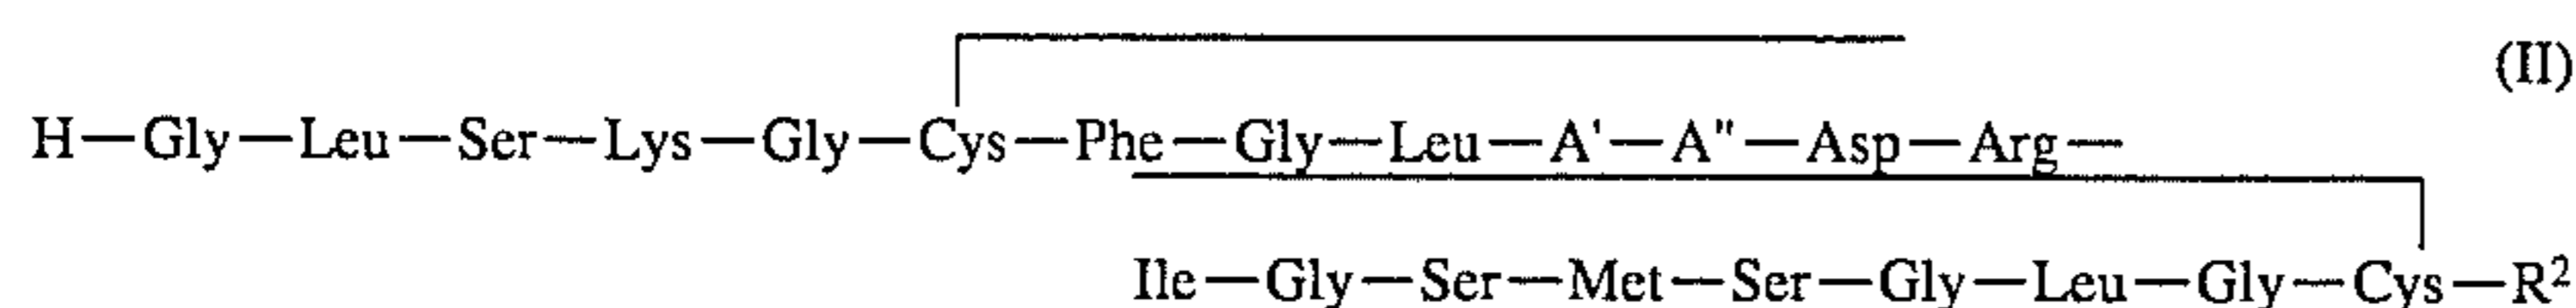 (II)
H—Gly—Leu—Ser—Lys—Gly—Cys—Phe—Gly—Leu—A'—A"—Asp—Arg—
Ile—Gly—Ser—Met—Ser—Gly—Leu—Gly—Cys—R²